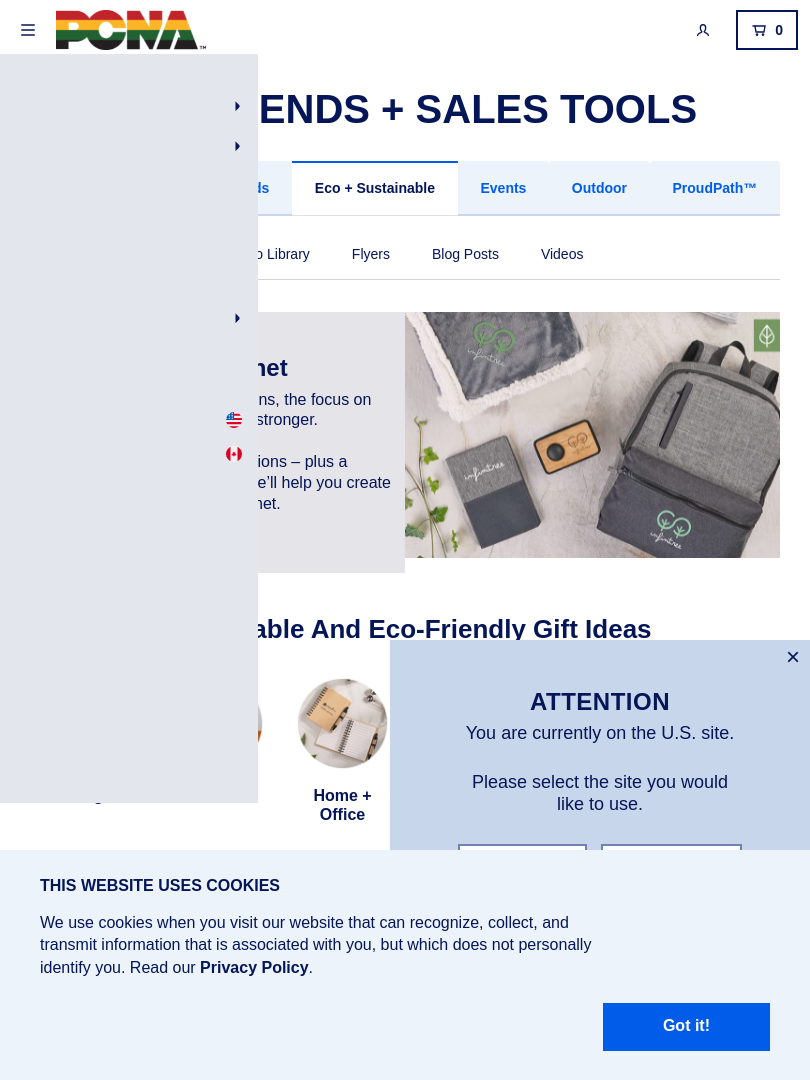 PCNA™
0
ENDS + SALES TOOLS
ds
Eco + Sustainable
Events
Outdoor
ProudPath™
o Library
Flyers
Blog Posts
Videos
net
ns, the focus on
stronger.
ions – plus a
e’ll help you create
net.
infinitree
infinitree
infinitree
able And Eco-Friendly Gift Ideas
Home +
Office
×
ATTENTION
You are currently on the U.S. site.
Please select the site you would
like to use.
THIS WEBSITE USES COOKIES
We use cookies when you visit our website that can recognize, collect, and
transmit information that is associated with you, but which does not personally
identify you. Read our Privacy Policy.
Got it!